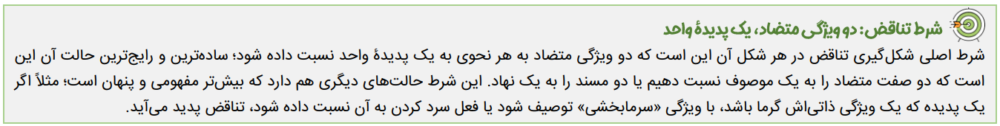 شرط تناقض: دو ویژگی متضاد، یک پدیدهٔ واحد
شرط اصلی شکل‌گیری تناقض در هر شکل آن این است که دو ویژگی متضاد به هر نحوی به یک پدیدهٔ واحد نسبت داده شود؛ ساده‌ترین و رایج‌ترین حالت آن این
است که دو صفت متضاد را به یک موصوف نسبت دهیم یا دو مسند را به یک نهاد. این شرط حالت‌های دیگری هم دارد که بیش‌تر مفهومی و پنهان است؛ مثلاً اگر
یک پدیده که یک ویژگی ذاتی‌اش گرما باشد، با ویژگی «سرمابخشی» توصیف شود یا فعل سرد کردن به آن نسبت داده شود، تناقض پدید می‌آید.